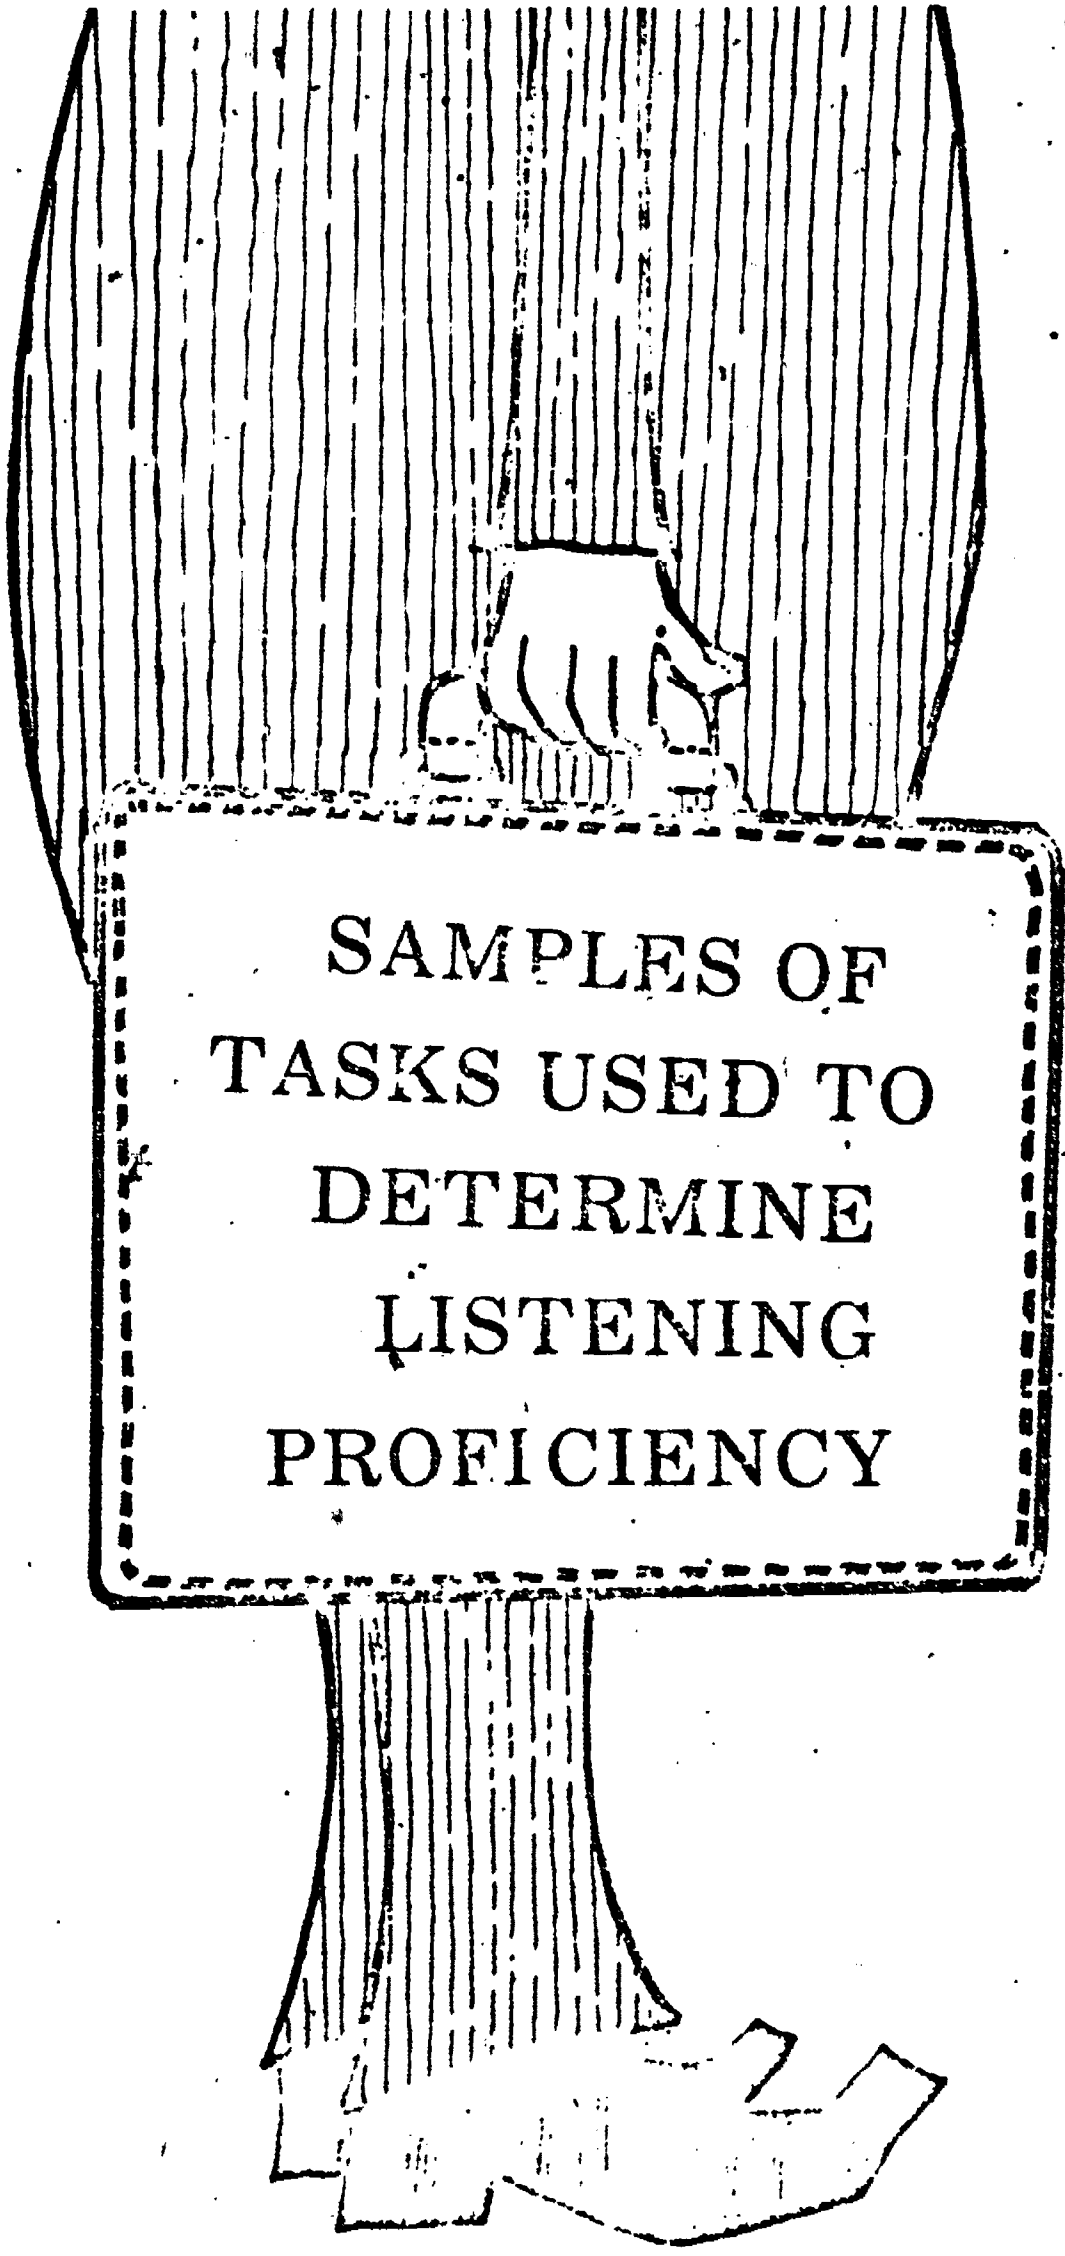 SAMPLES OF
TASKS USED TO
DETERMINE
LISTENING
PROFICIENCY